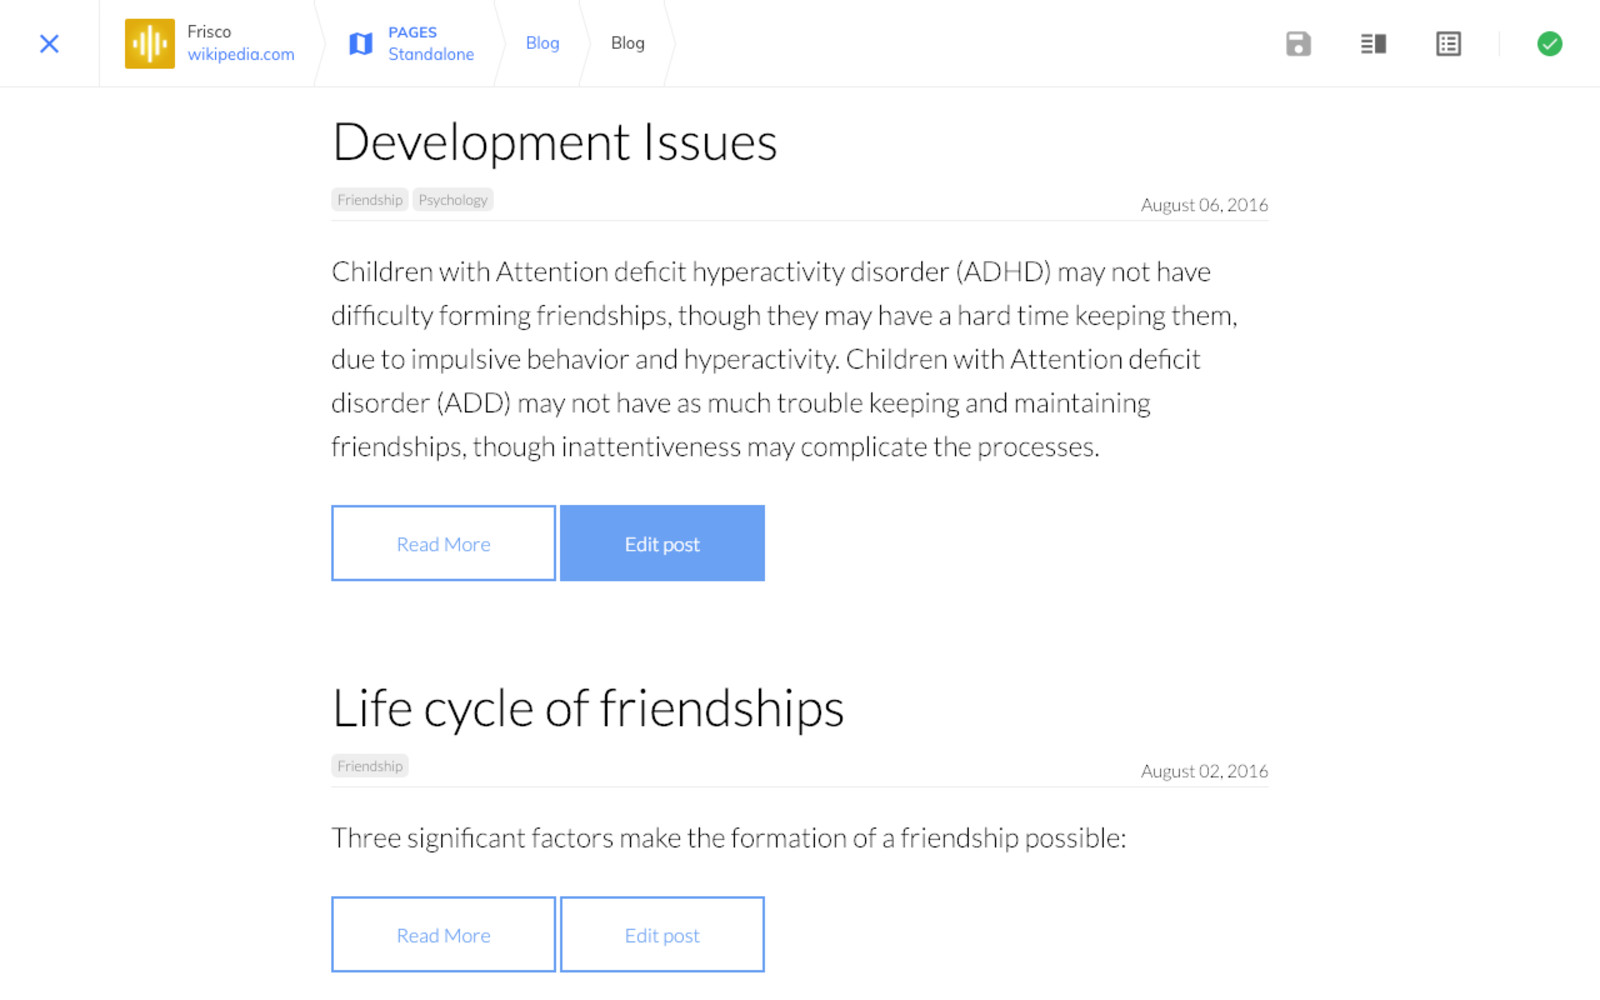 Frisco
wikipedia.com
PAGES
Standalone
Blog
Blog
Development Issues
Friendship Psychology
August 06, 2016
Children with Attention deficit hyperactivity disorder (ADHD) may not have
difficulty forming friendships, though they may have a hard time keeping them,
due to impulsive behavior and hyperactivity. Children with Attention deficit
disorder (ADD) may not have as much trouble keeping and maintaining
friendships, though inattentiveness may complicate the processes.
Read More
Edit post
Life cycle of friendships
Friendship
August 02, 2016
Three significant factors make the formation of a friendship possible:
Read More
Edit post